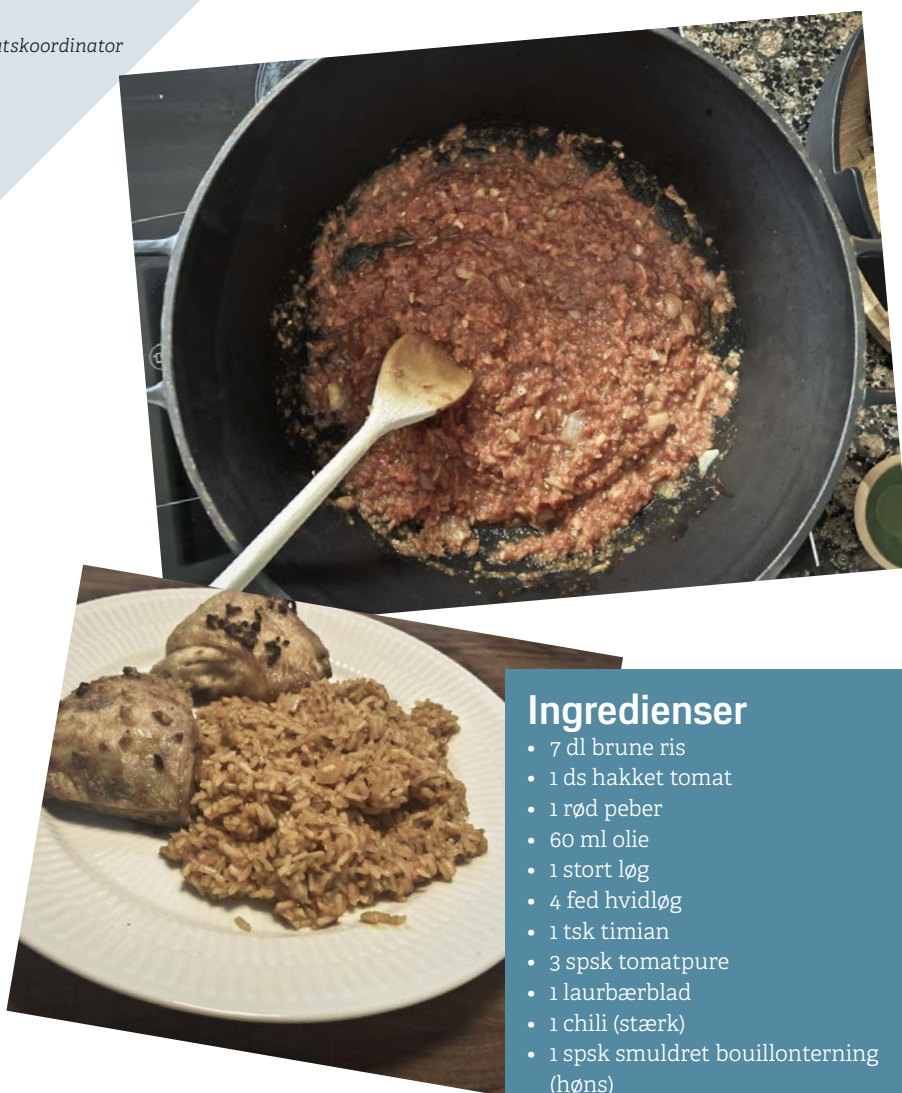 tskoordinator
Ingredienser
• 7 dl brune ris
• 1 ds hakket tomat
• 1 rød peber
• 60 ml olie
• 1 stort løg
• 4 fed hvidløg
• 1 tsk timian
• 3 spsk tomatpure
• 1 laurbærblad
• 1 chili (stærk)
• 1 spsk smuldret bouillonterning
(høns)